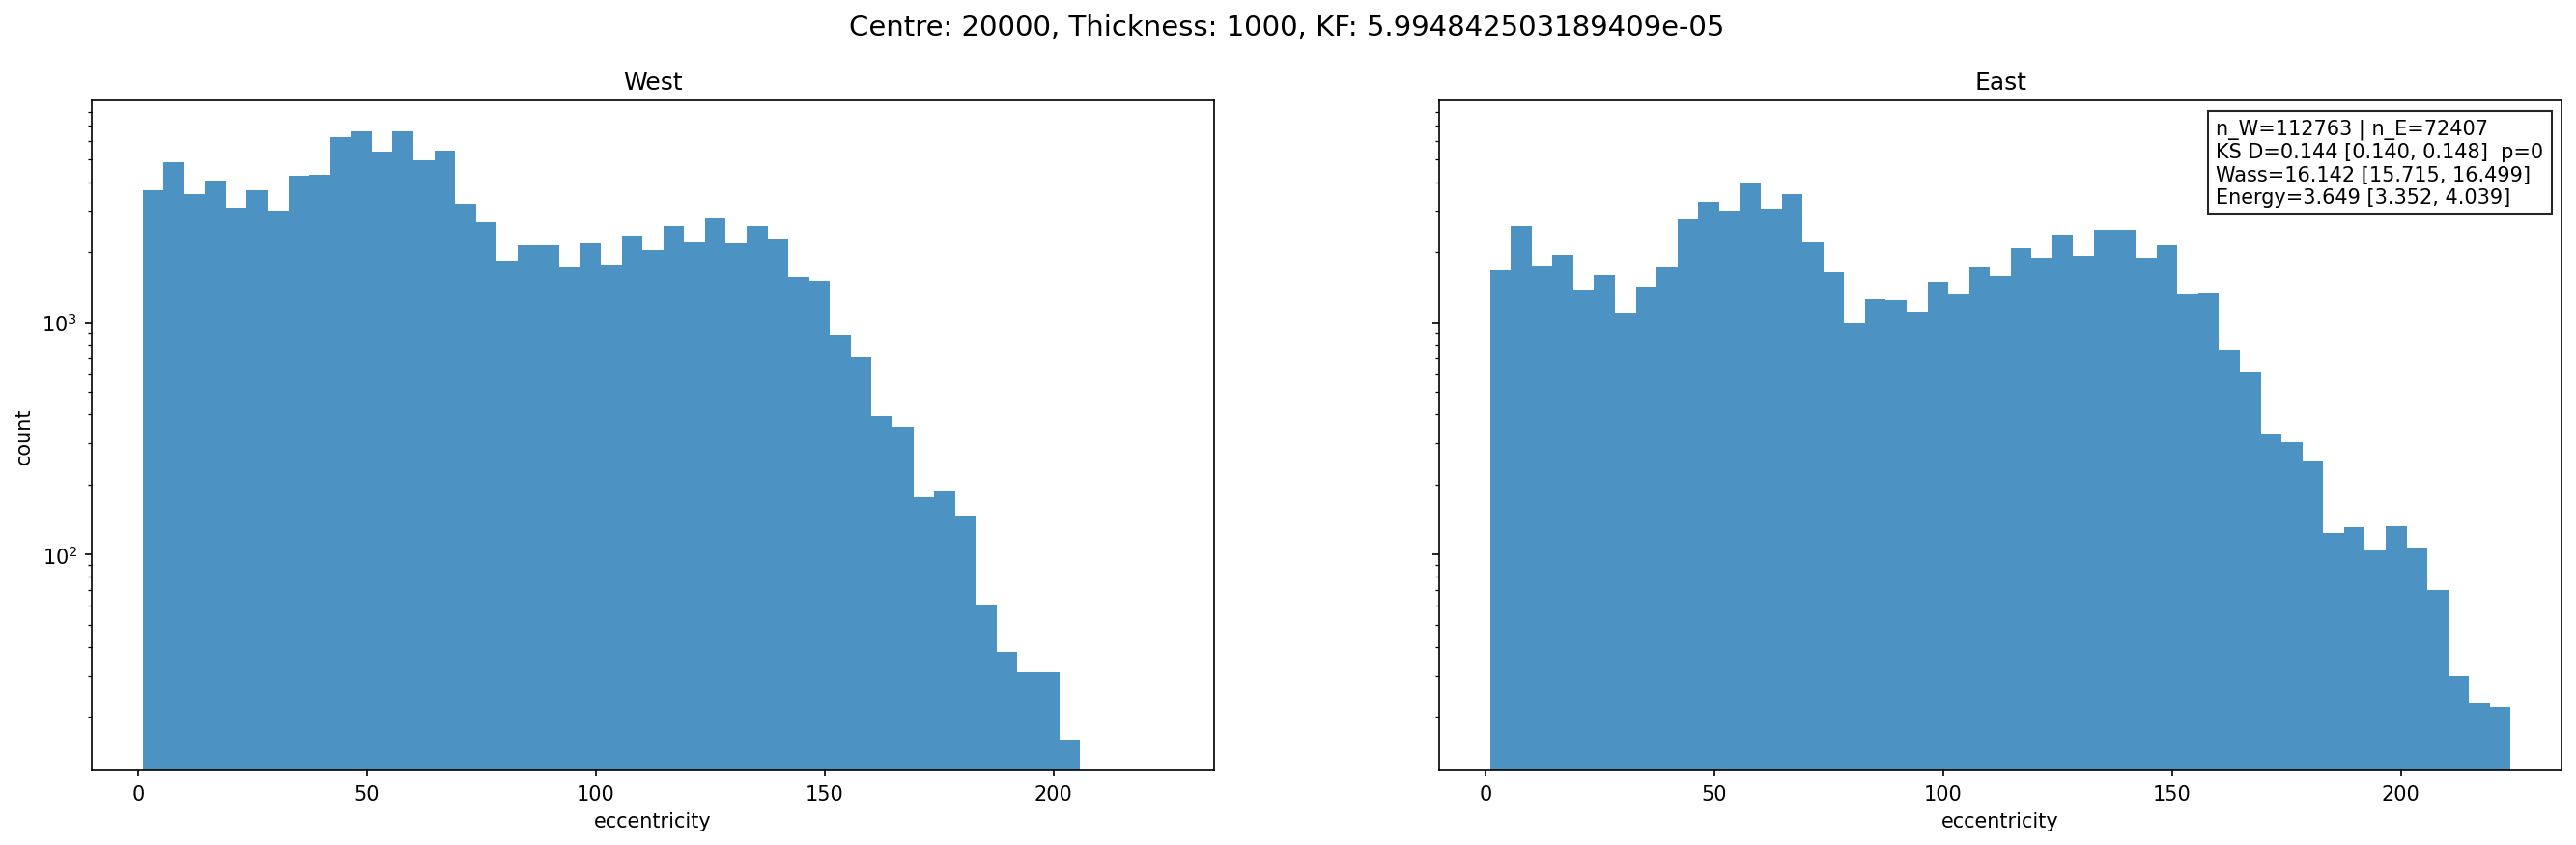 Centre: 20000, Thickness: 1000, KF: 5.994842503189409e-05
West
count
10³
10²
0 50 100 150 200
eccentricity
East
n_W=112763 | n_E=72407
KS D=0.144 [0.140, 0.148]  p=0
Wass=16.142 [15.715, 16.499]
Energy=3.649 [3.352, 4.039]
0 50 100 150 200
eccentricity